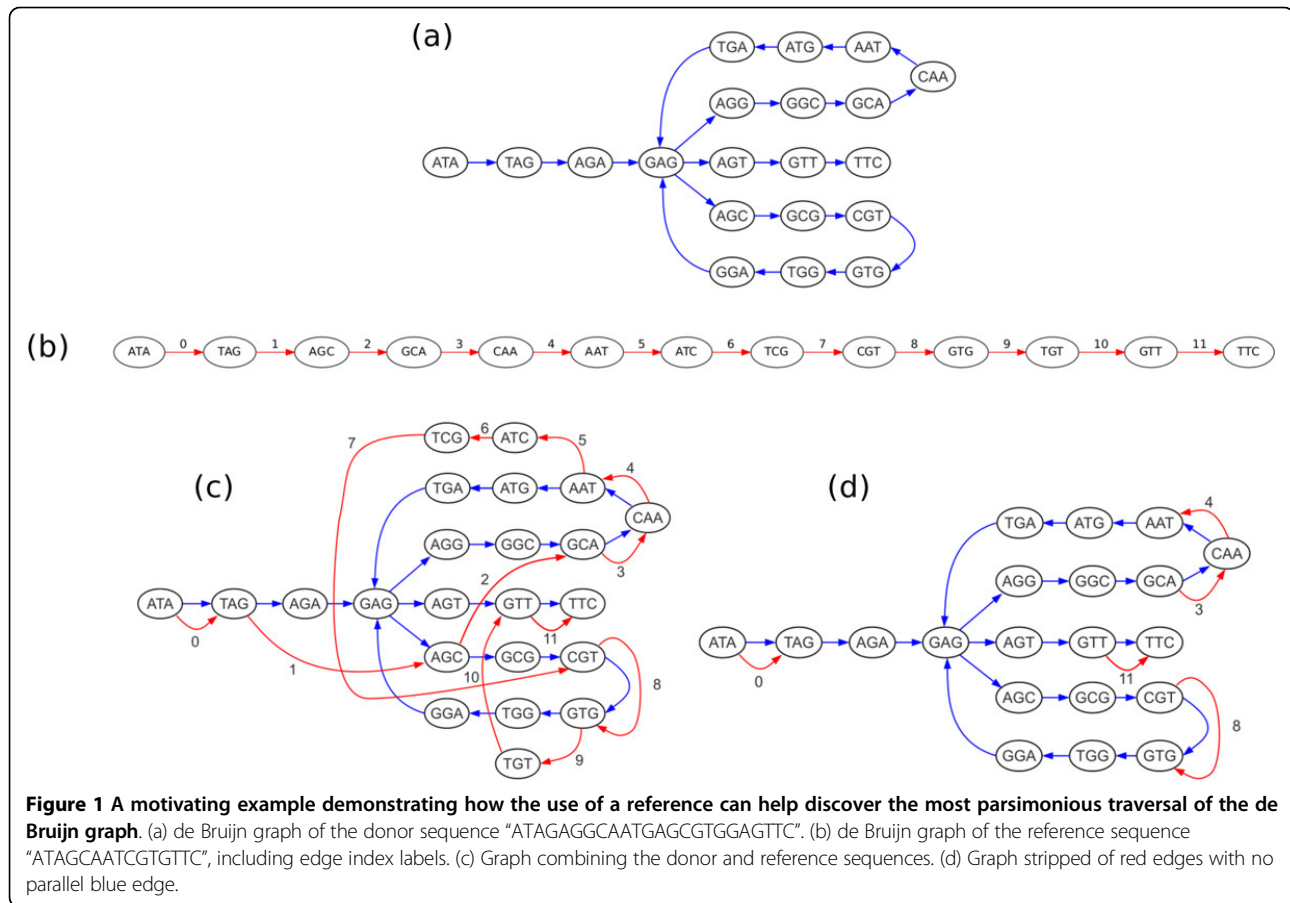 (a)
TGA ATG AAT
CAA
AGG GGC GCA
ATA TAG AGA GAG AGT GTT TTC
AGC GCG CGT
GGA TGG GTG
(b)
0 1 2 3 4 5 6 7 8 9 10 11
ATA TAG AGC GCA CAA AAT ATC TCG CGT GTG TGT GTT TTC
(c)
7 TCG 6 ATC 5
4
TGA ATG AAT
CAA
AGG GGC GCA
2 3
ATA TAG AGA GAG AGT GTT TTC
0 11
1 AGC GCG CGT
10 8
GGA TGG GTG
TGT 9
(d)
4
TGA ATG AAT
CAA
AGG GGC GCA
3
ATA TAG AGA GAG AGT GTT TTC
0 11
AGC GCG CGT
8
GGA TGG GTG
Figure 1 A motivating example demonstrating how the use of a reference can help discover the most parsimonious traversal of the de
Bruijn graph. (a) de Bruijn graph of the donor sequence “ATAGAGGCAATGAGCGTGGAGTTC”. (b) de Bruijn graph of the reference sequence
“ATAGCAATCGTGTTC”, including edge index labels. (c) Graph combining the donor and reference sequences. (d) Graph stripped of red edges with no
parallel blue edge.